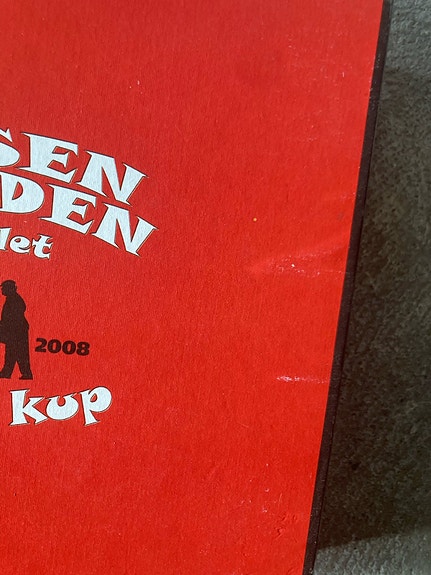 SEN
DEN
let
2008
kup